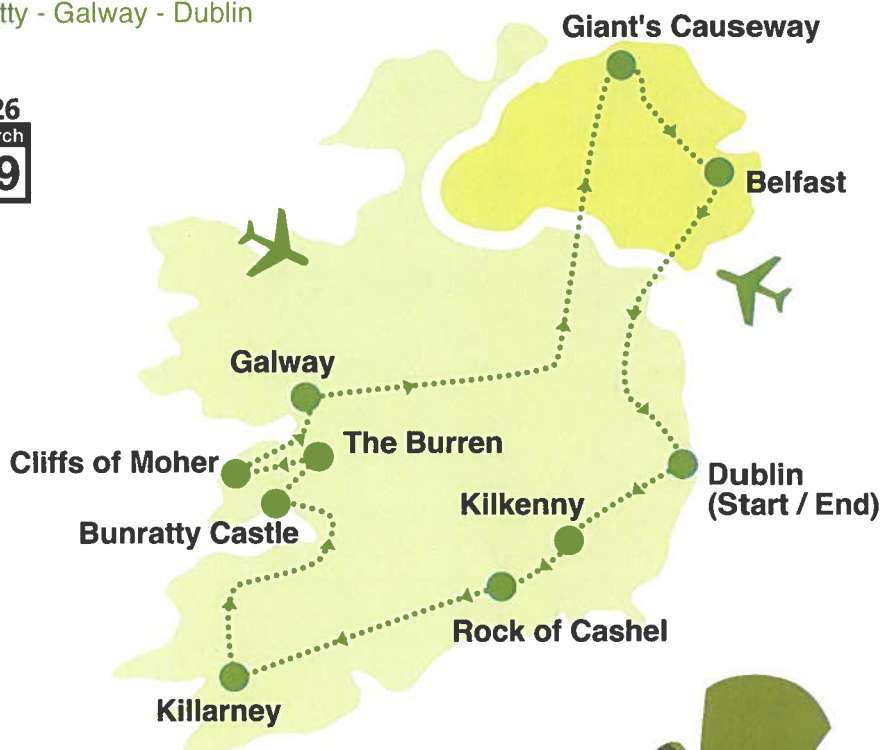 tty - Galway - Dublin
26
rch
9
Giant's Causeway
Belfast
Galway
The Burren
Cliffs of Moher
Bunratty Castle
Kilkenny
Dublin
(Start / End)
Rock of Cashel
Killarney